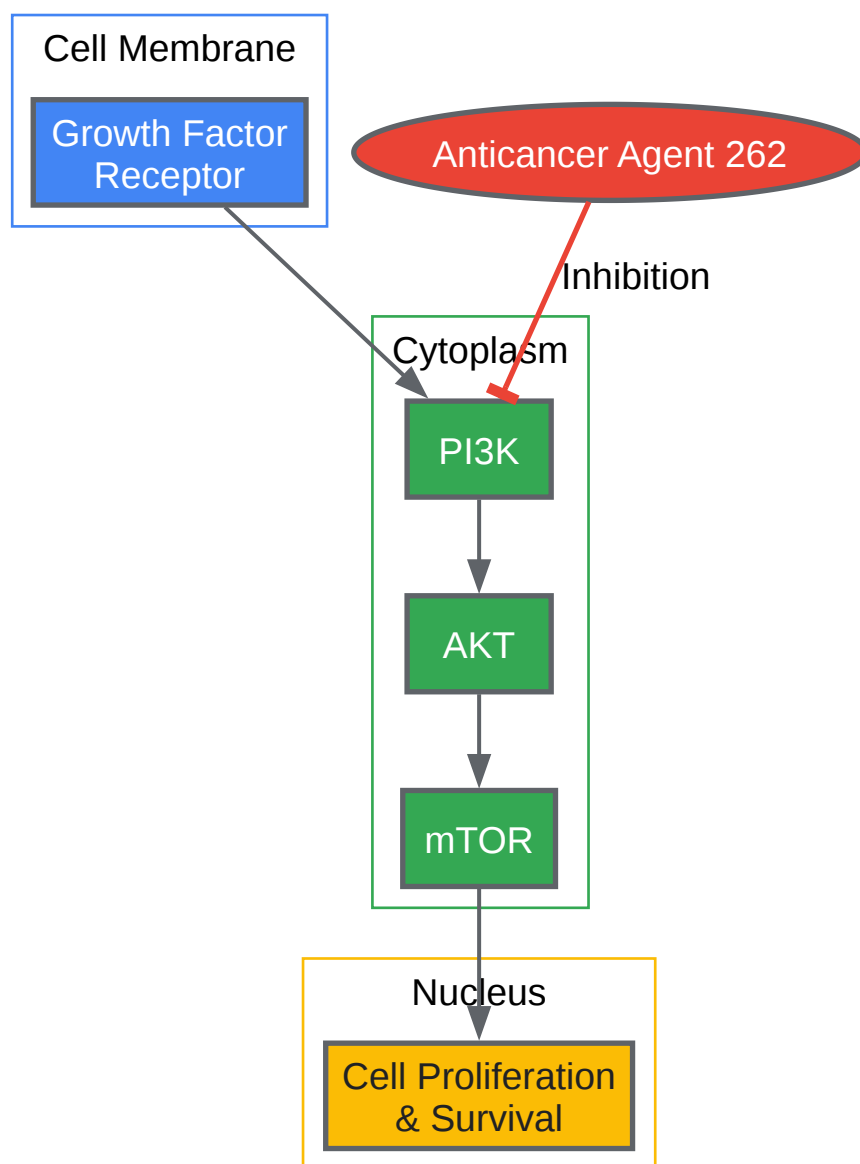 Cell Membrane
Growth Factor
Receptor
Anticancer Agent 262
Inhibition
Cytoplasm
PI3K
AKT
mTOR
Nucleus
Cell Proliferation
& Survival